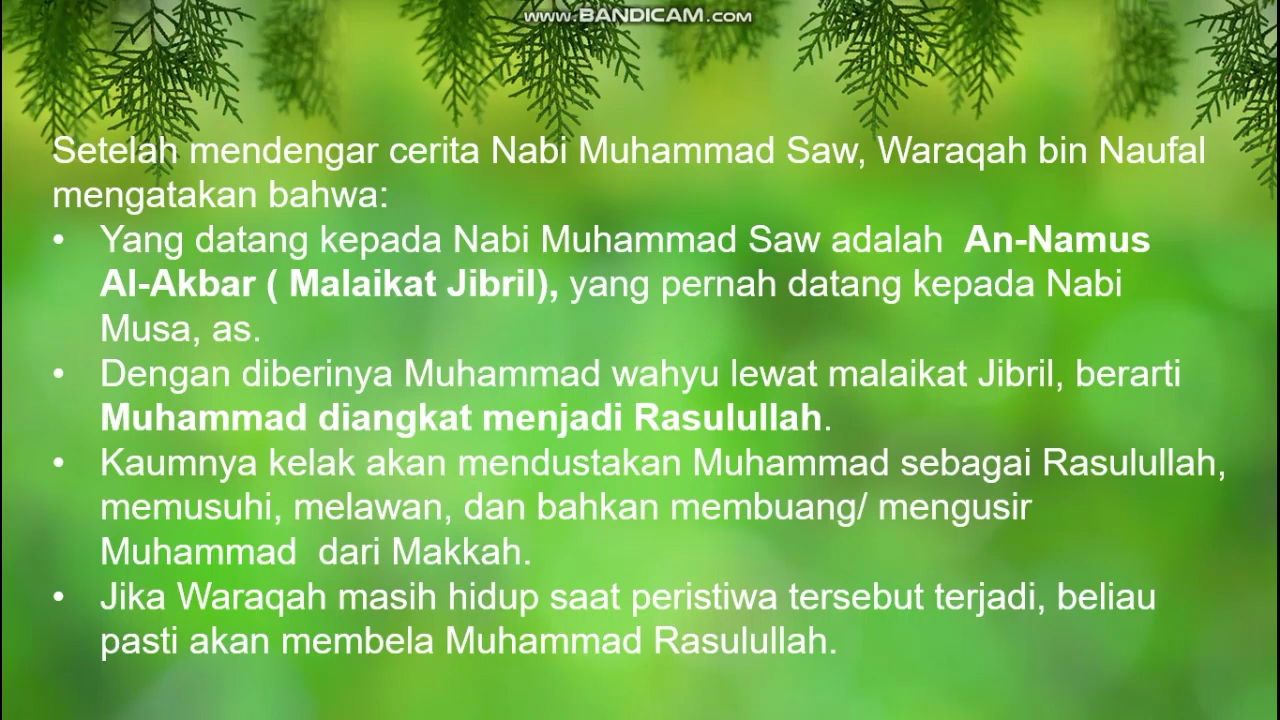 www.BANDICAM.com
Setelah mendengar cerita Nabi Muhammad Saw, Waraqah bin Naufal
mengatakan bahwa:
• Yang datang kepada Nabi Muhammad Saw adalah An-Namus
Al-Akbar ( Malaikat Jibril), yang pernah datang kepada Nabi
Musa, as.
• Dengan diberinya Muhammad wahyu lewat malaikat Jibril, berarti
Muhammad diangkat menjadi Rasulullah.
• Kaumnya kelak akan mendustakan Muhammad sebagai Rasulullah,
memusuhi, melawan, dan bahkan membuang/ mengusir
Muhammad dari Makkah.
• Jika Waraqah masih hidup saat peristiwa tersebut terjadi, beliau
pasti akan membela Muhammad Rasulullah.